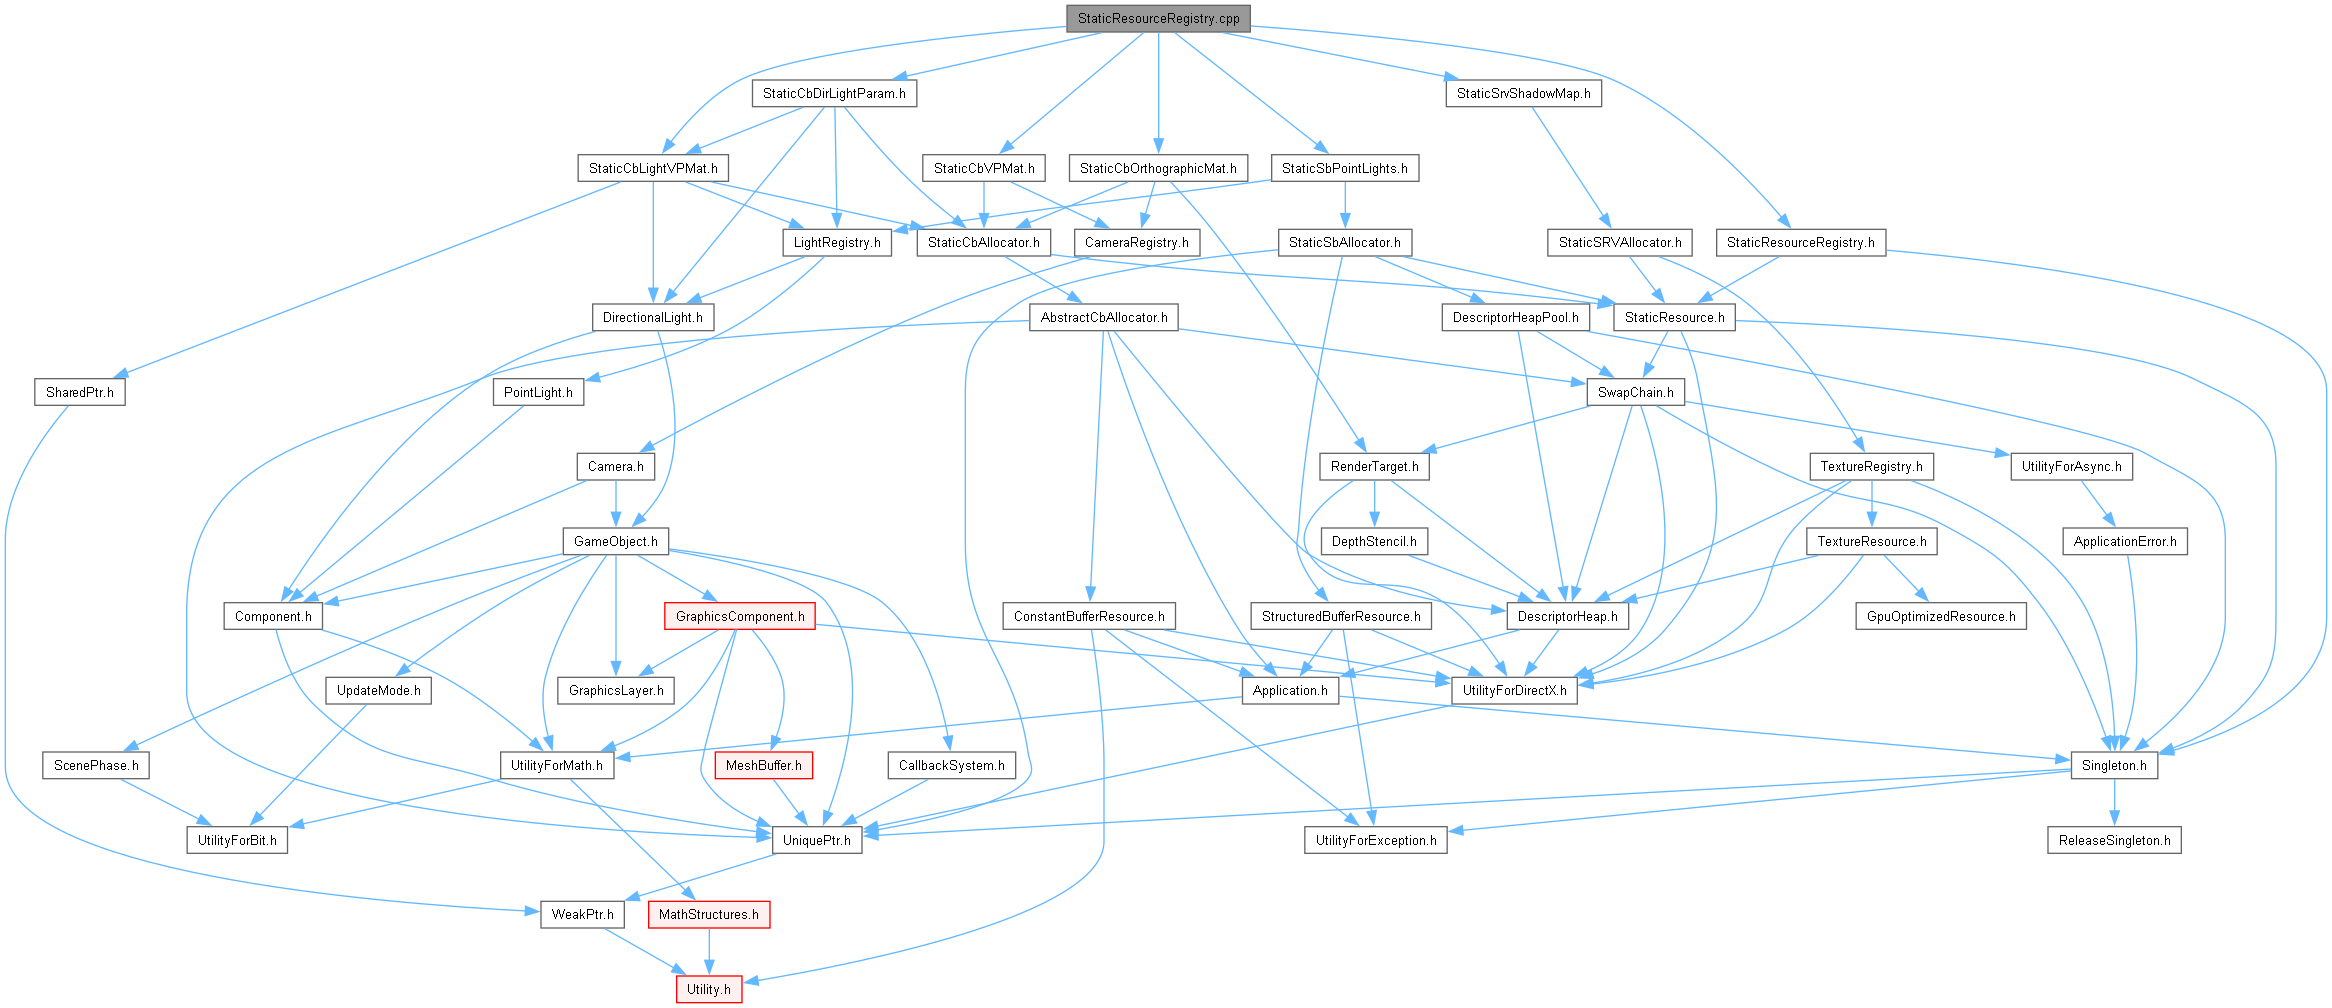 StaticResourceRegistry.cpp
StaticCbDirLightParam.h
StaticSrvShadowMap.h
StaticCbLightVPMat.h
StaticCbVPMat.h
StaticCbOrthographicMat.h
StaticSbPointLights.h
LightRegistry.h
StaticCbAllocator.h
CameraRegistry.h
StaticSbAllocator.h
StaticSRVAllocator.h
StaticResourceRegistry.h
DirectionalLight.h
AbstractCbAllocator.h
DescriptorHeapPool.h
StaticResource.h
SharedPtr.h
PointLight.h
SwapChain.h
Camera.h
RenderTarget.h
TextureRegistry.h
UtilityForAsync.h
GameObject.h
DepthStencil.h
TextureResource.h
ApplicationError.h
Component.h
GraphicsComponent.h
ConstantBufferResource.h
StructuredBufferResource.h
DescriptorHeap.h
GpuOptimizedResource.h
UpdateMode.h
GraphicsLayer.h
Application.h
UtilityForDirectX.h
ScenePhase.h
UtilityForMath.h
MeshBuffer.h
CallbackSystem.h
Singleton.h
UtilityForBit.h
UniquePtr.h
UtilityForException.h
ReleaseSingleton.h
WeakPtr.h
MathStructures.h
Utility.h